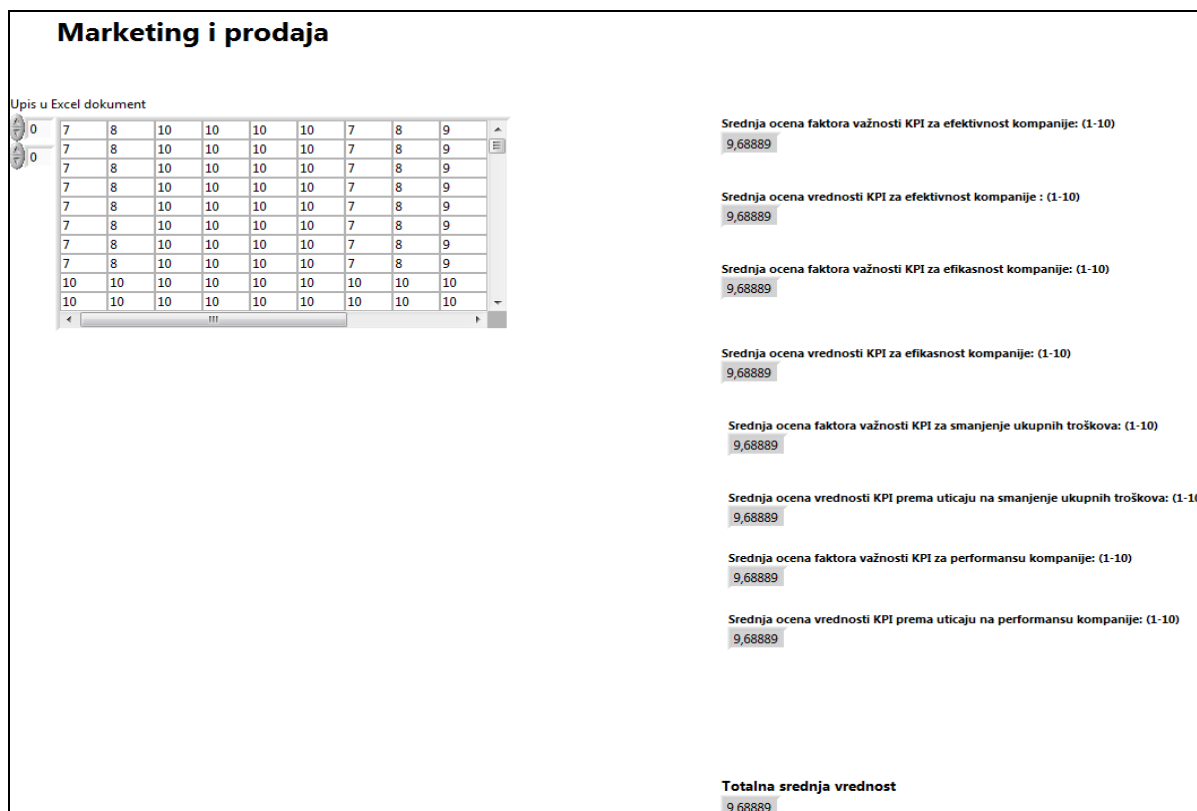 Marketing i prodaja
Upis u Excel dokument
0
0
7 8 10 10 10 10 7 8 9
7 8 10 10 10 10 7 8 9
7 8 10 10 10 10 7 8 9
7 8 10 10 10 10 7 8 9
7 8 10 10 10 10 7 8 9
7 8 10 10 10 10 7 8 9
7 8 10 10 10 10 7 8 9
7 8 10 10 10 10 7 8 9
10 10 10 10 10 10 10 10 10
10 10 10 10 10 10 10 10 10
Srednja ocena faktora važnosti KPI za efektivnost kompanije: (1-10)
9,68889
Srednja ocena vrednosti KPI za efektivnost kompanije : (1-10)
9,68889
Srednja ocena faktora važnosti KPI za efikasnost kompanije: (1-10)
9,68889
Srednja ocena vrednosti KPI za efikasnost kompanije: (1-10)
9,68889
Srednja ocena faktora važnosti KPI za smanjenje ukupnih troškova: (1-10)
9,68889
Srednja ocena vrednosti KPI prema uticaju na smanjenje ukupnih troškova: (1-10
9,68889
Srednja ocena faktora važnosti KPI za performansu kompanije: (1-10)
9,68889
Srednja ocena vrednosti KPI prema uticaju na performansu kompanije: (1-10)
9,68889
Totalna srednja vrednost
9,68889